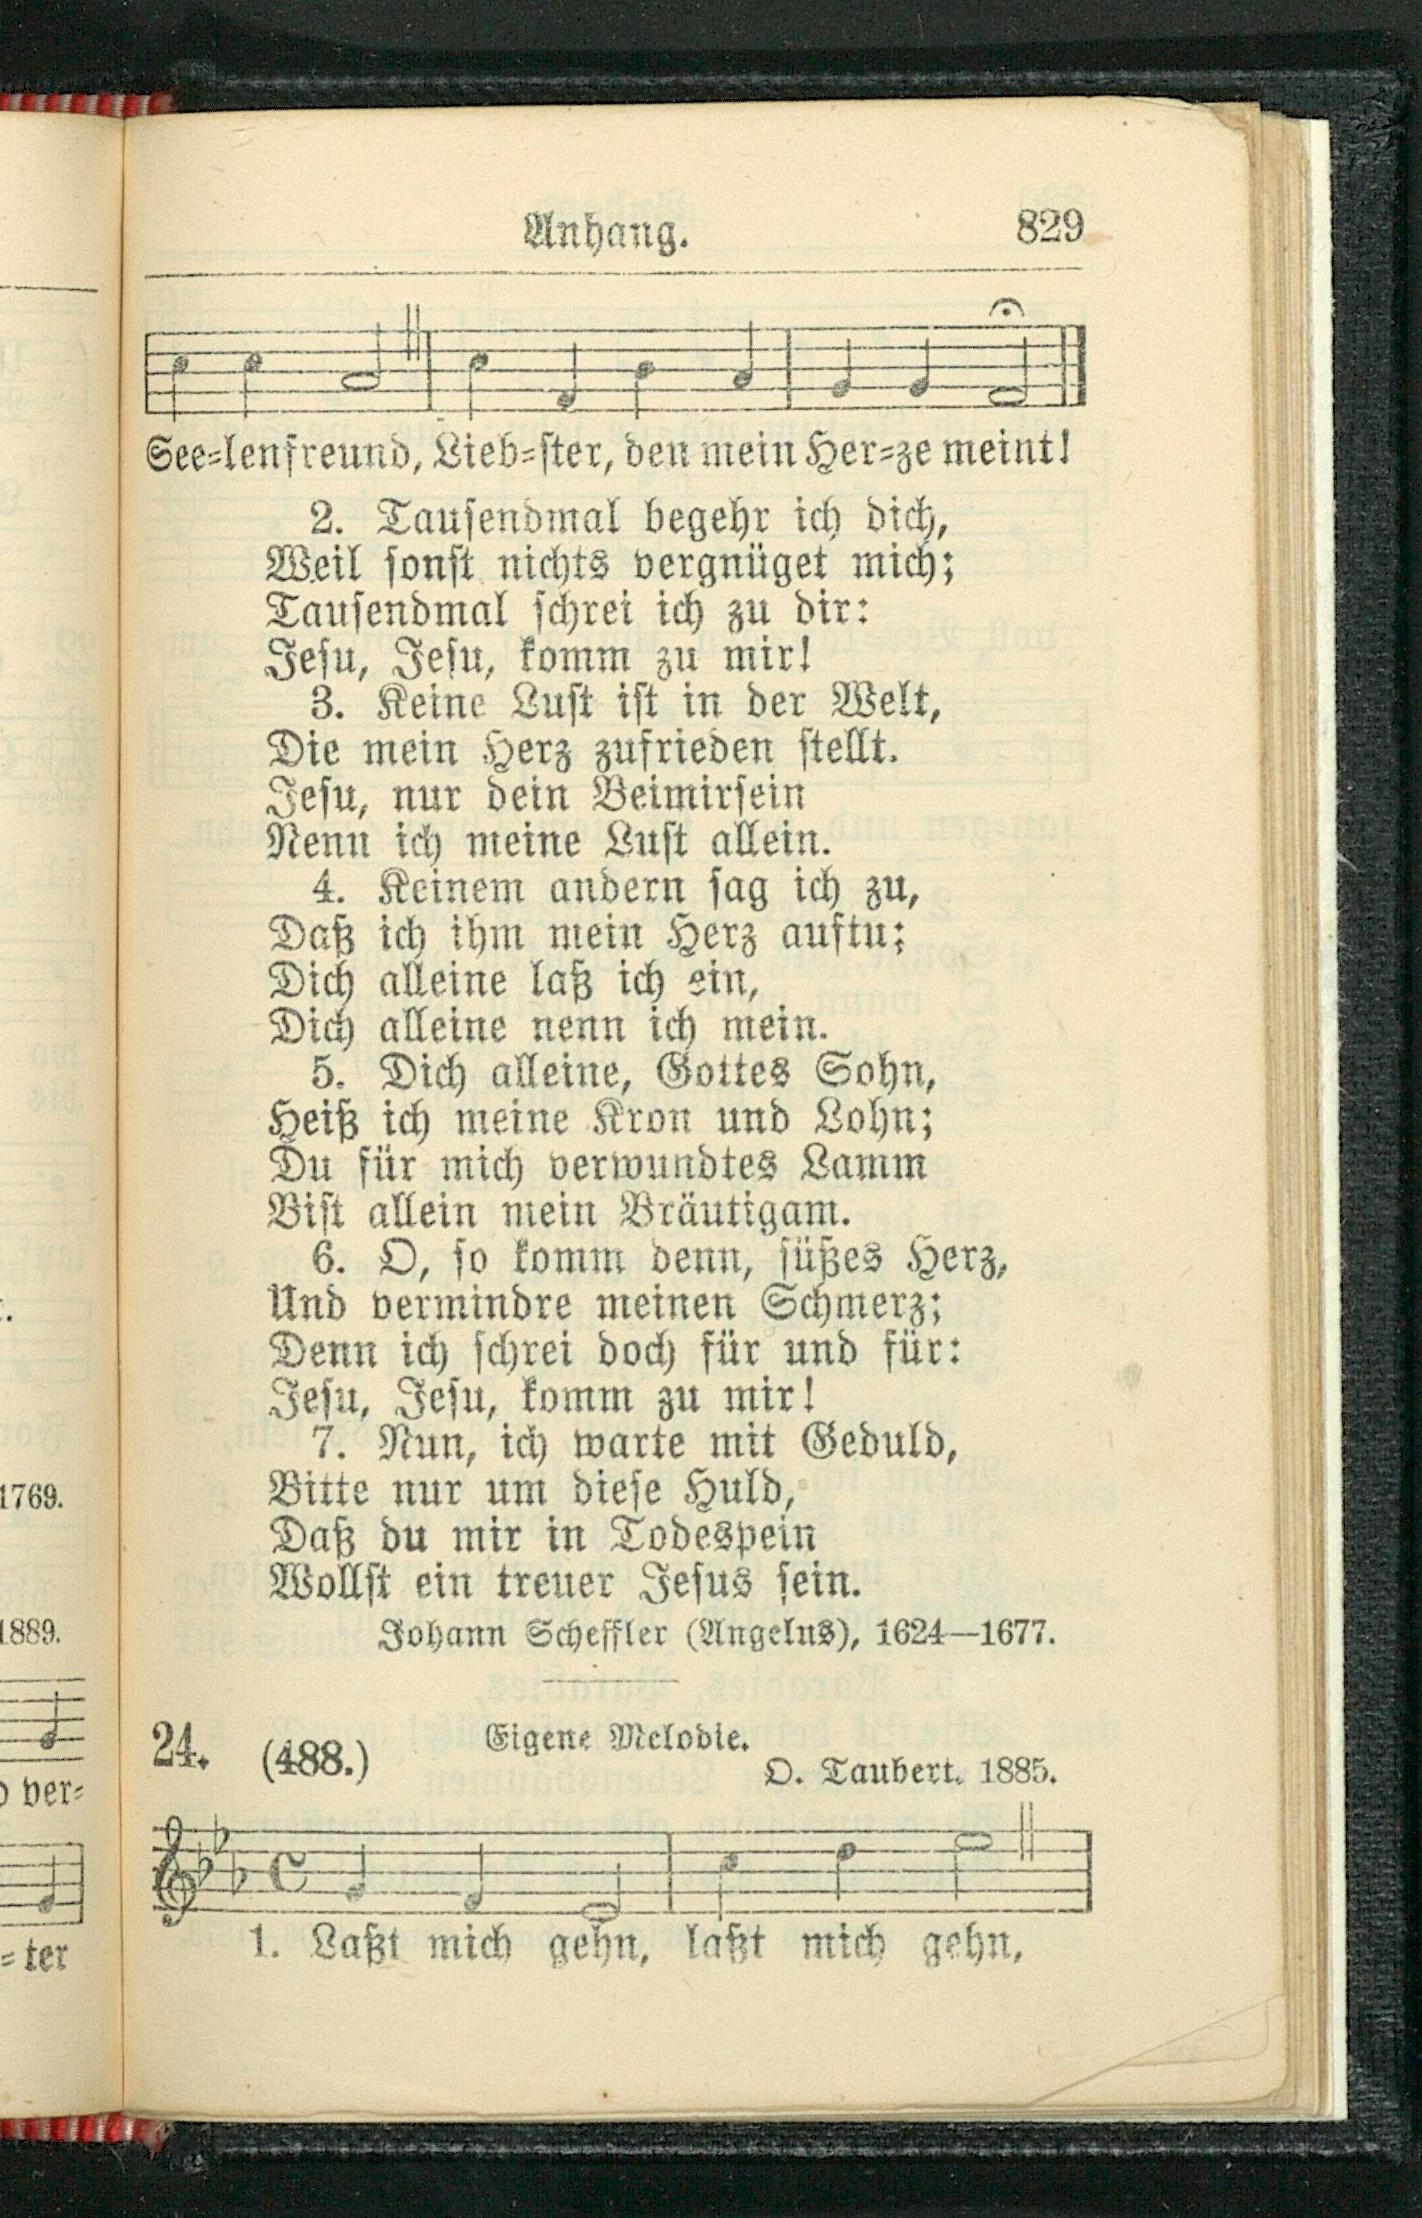 Anhang. 829
See=lenfreund, Lieb=ster, den mein Her=ze meint!
2. Tausendmal begehr ich dich,
Weil sonst nichts vergnüget mich;
Tausendmal schrei ich zu dir:
Jesu, Jesu, komm zu mir!
3. Keine Lust ist in der Welt,
Die mein Herz zufrieden stellt.
Jesu, nur dein Beimirsein
Nenn ich meine Lust allein.
4. Keinem andern sag ich zu,
Daß ich ihm mein Herz auftu;
Dich alleine laß ich ein,
Dich alleine nenn ich mein.
5. Dich alleine, Gottes Sohn,
Heiß ich meine Kron und Lohn;
Du für mich verwundtes Lamm
Bist allein mein Bräutigam.
6. O, so komm denn, süßes Herz,
Und vermindre meinen Schmerz;
Denn ich schrei doch für und für:
Jesu, Jesu, komm zu mir!
7. Nun, ich warte mit Geduld,
Bitte nur um diese Huld,
Daß du mir in Todespein
Wollst ein treuer Jesus sein.
Johann Scheffler (Angelus), 1624—1677.
24. (488.) Eigene Melodie.
O. Taubert. 1885.
1. Laßt mich gehn, laßt mich gehn,
1769.
1889.
ver=
=ter